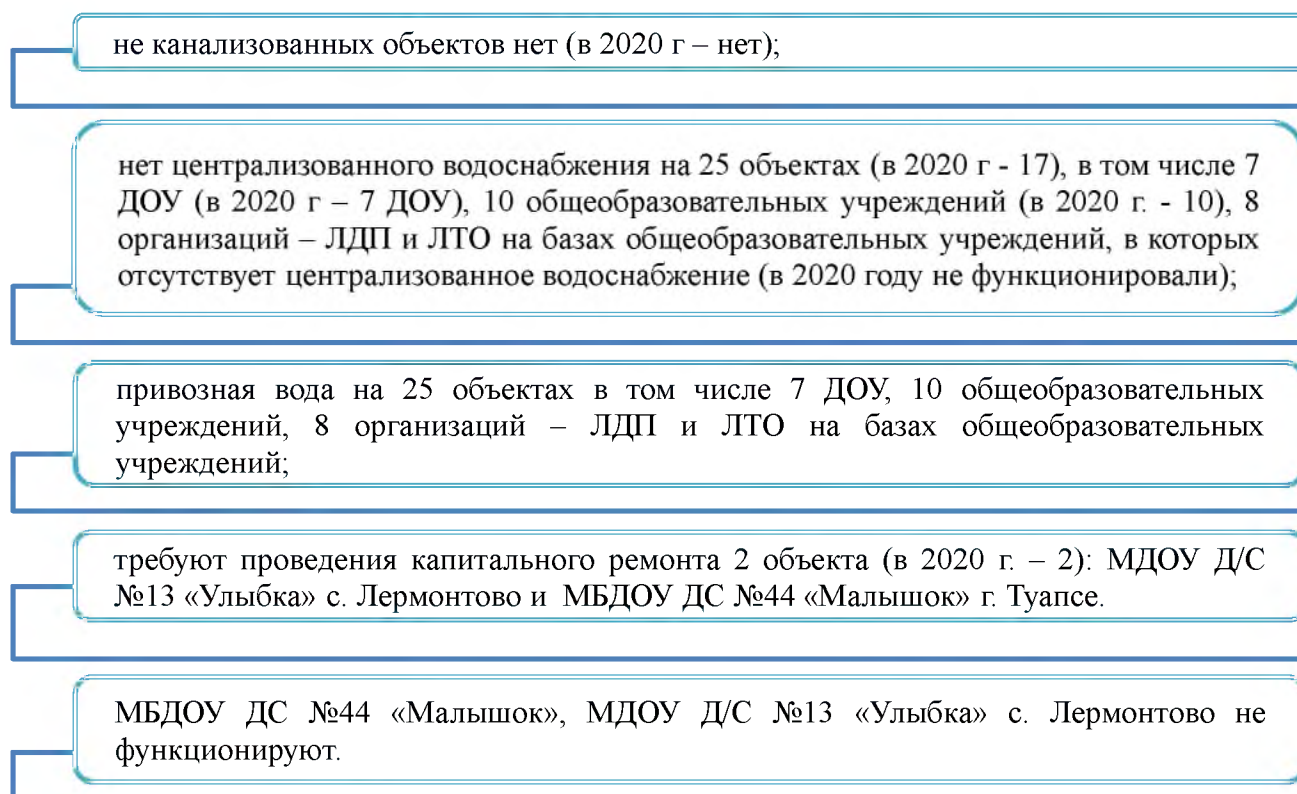 не канализованных объектов нет (в 2020 г – нет);
нет централизованного водоснабжения на 25 объектах (в 2020 г - 17), в том числе 7
ДОУ (в 2020 г – 7 ДОУ), 10 общеобразовательных учреждений (в 2020 г. - 10), 8
организаций – ЛДП и ЛТО на базах общеобразовательных учреждений, в которых
отсутствует централизованное водоснабжение (в 2020 году не функционировали);
привозная вода на 25 объектах в том числе 7 ДОУ, 10 общеобразовательных
учреждений, 8 организаций – ЛДП и ЛТО на базах общеобразовательных
учреждений;
требуют проведения капитального ремонта 2 объекта (в 2020 г. – 2): МДОУ Д/С
№13 «Улыбка» с. Лермонтово и МБДОУ ДС №44 «Малышок» г. Туапсе.
МБДОУ ДС №44 «Малышок», МДОУ Д/С №13 «Улыбка» с. Лермонтово не
функционируют.